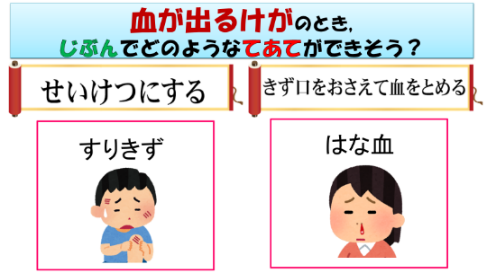 血が出るけがのとき,
じぶんでどのようなてあてができそう？
せいけつにする
きず口をおさえて血をとめる
すりきず
はな血